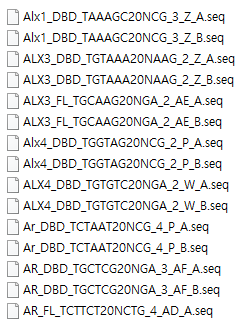 Alx1_DBD_TAAAGC20NCG_3_Z_A.seq
Alx1_DBD_TAAAGC20NCG_3_Z_B.seq
ALX3_DBD_TGTAAA20NAAG_2_Z_A.seq
ALX3_DBD_TGTAAA20NAAG_2_Z_B.seq
ALX3_FL_TGCAAG20NGA_2_AE_A.seq
ALX3_FL_TGCAAG20NGA_2_AE_B.seq
Alx4_DBD_TGGTAG20NCG_2_P_A.seq
Alx4_DBD_TGGTAG20NCG_2_P_B.seq
ALX4_DBD_TGTGTC20NGA_2_W_A.seq
ALX4_DBD_TGTGTC20NGA_2_W_B.seq
Ar_DBD_TCTAAT20NCG_4_P_A.seq
Ar_DBD_TCTAAT20NCG_4_P_B.seq
AR_DBD_TGCTCG20NGA_3_AF_A.seq
AR_DBD_TGCTCG20NGA_3_AF_B.seq
AR_FL_TCTTCT20NCTG_4_AD_A.seq